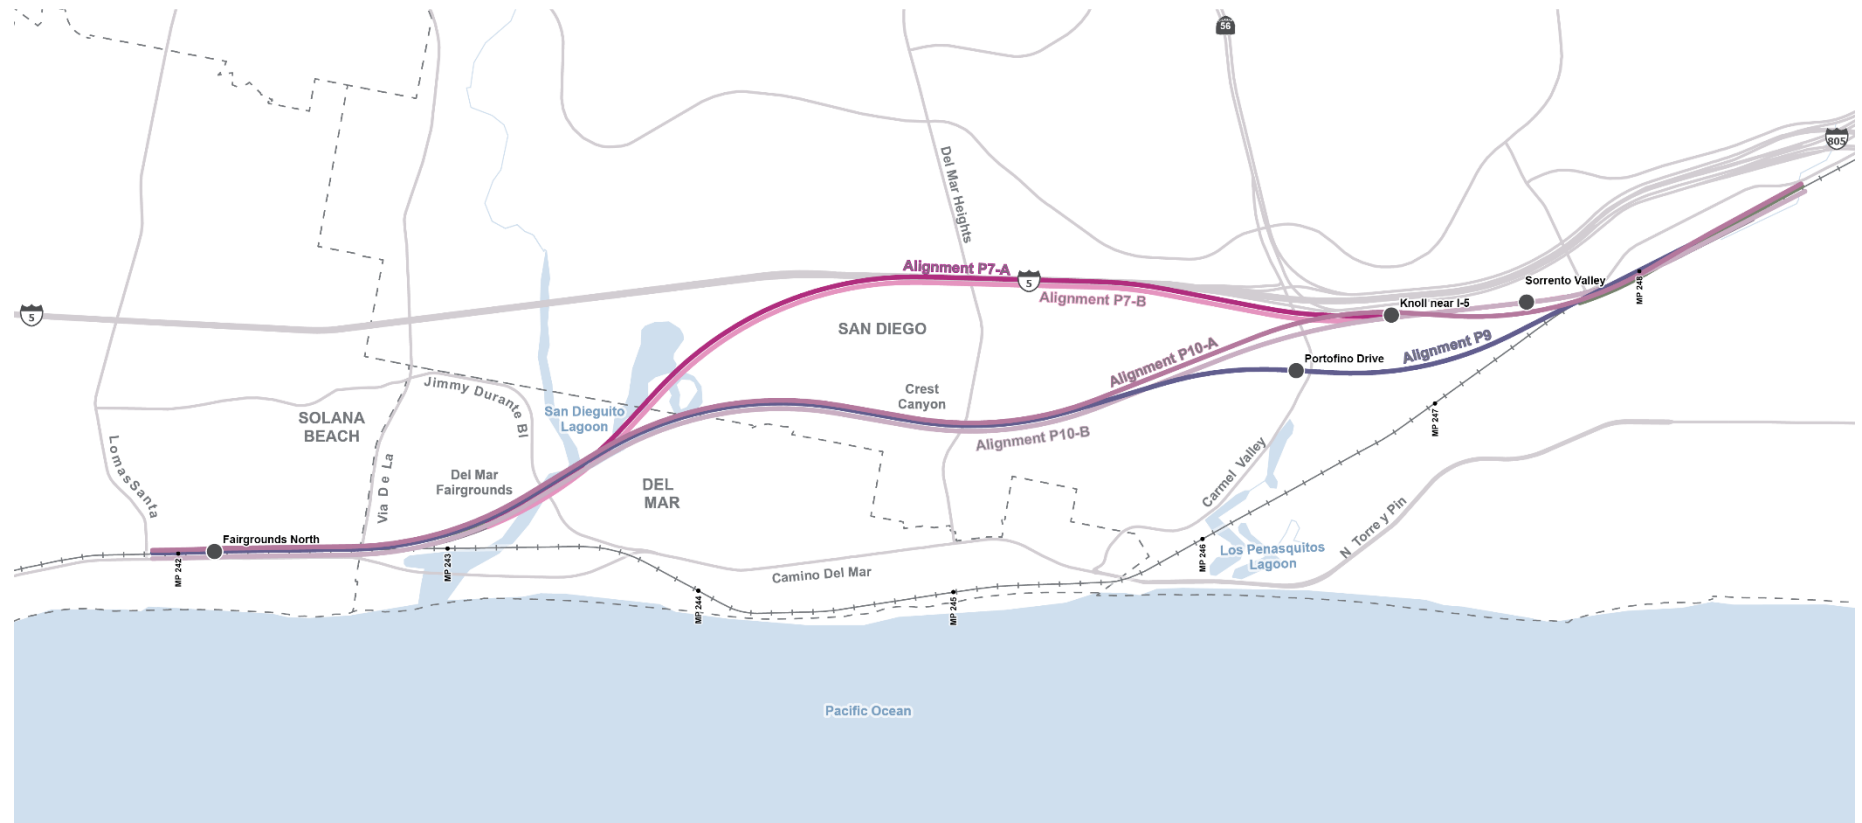 56
805
Del Mar Heights
Alignment P7-A
5
Alignment P7-B
Sorrento Valley
MP 248
Knoll near I-5
5
SAN DIEGO
Alignment P10-A
Alignment P9
Portofino Drive
Jimmy Durante Bl
Crest
Canyon
San Dieguito
Lagoon
SOLANA
BEACH
MP 247
Alignment P10-B
LomasSanta
Via De La
Del Mar
Fairgrounds
DEL
MAR
Carmel Valley
N Torre y Pin
Fairgrounds North
MP 242
MP 243
MP 246
Los Penasquitos
Lagoon
Camino Del Mar
MP 244
MP 245
Pacific Ocean